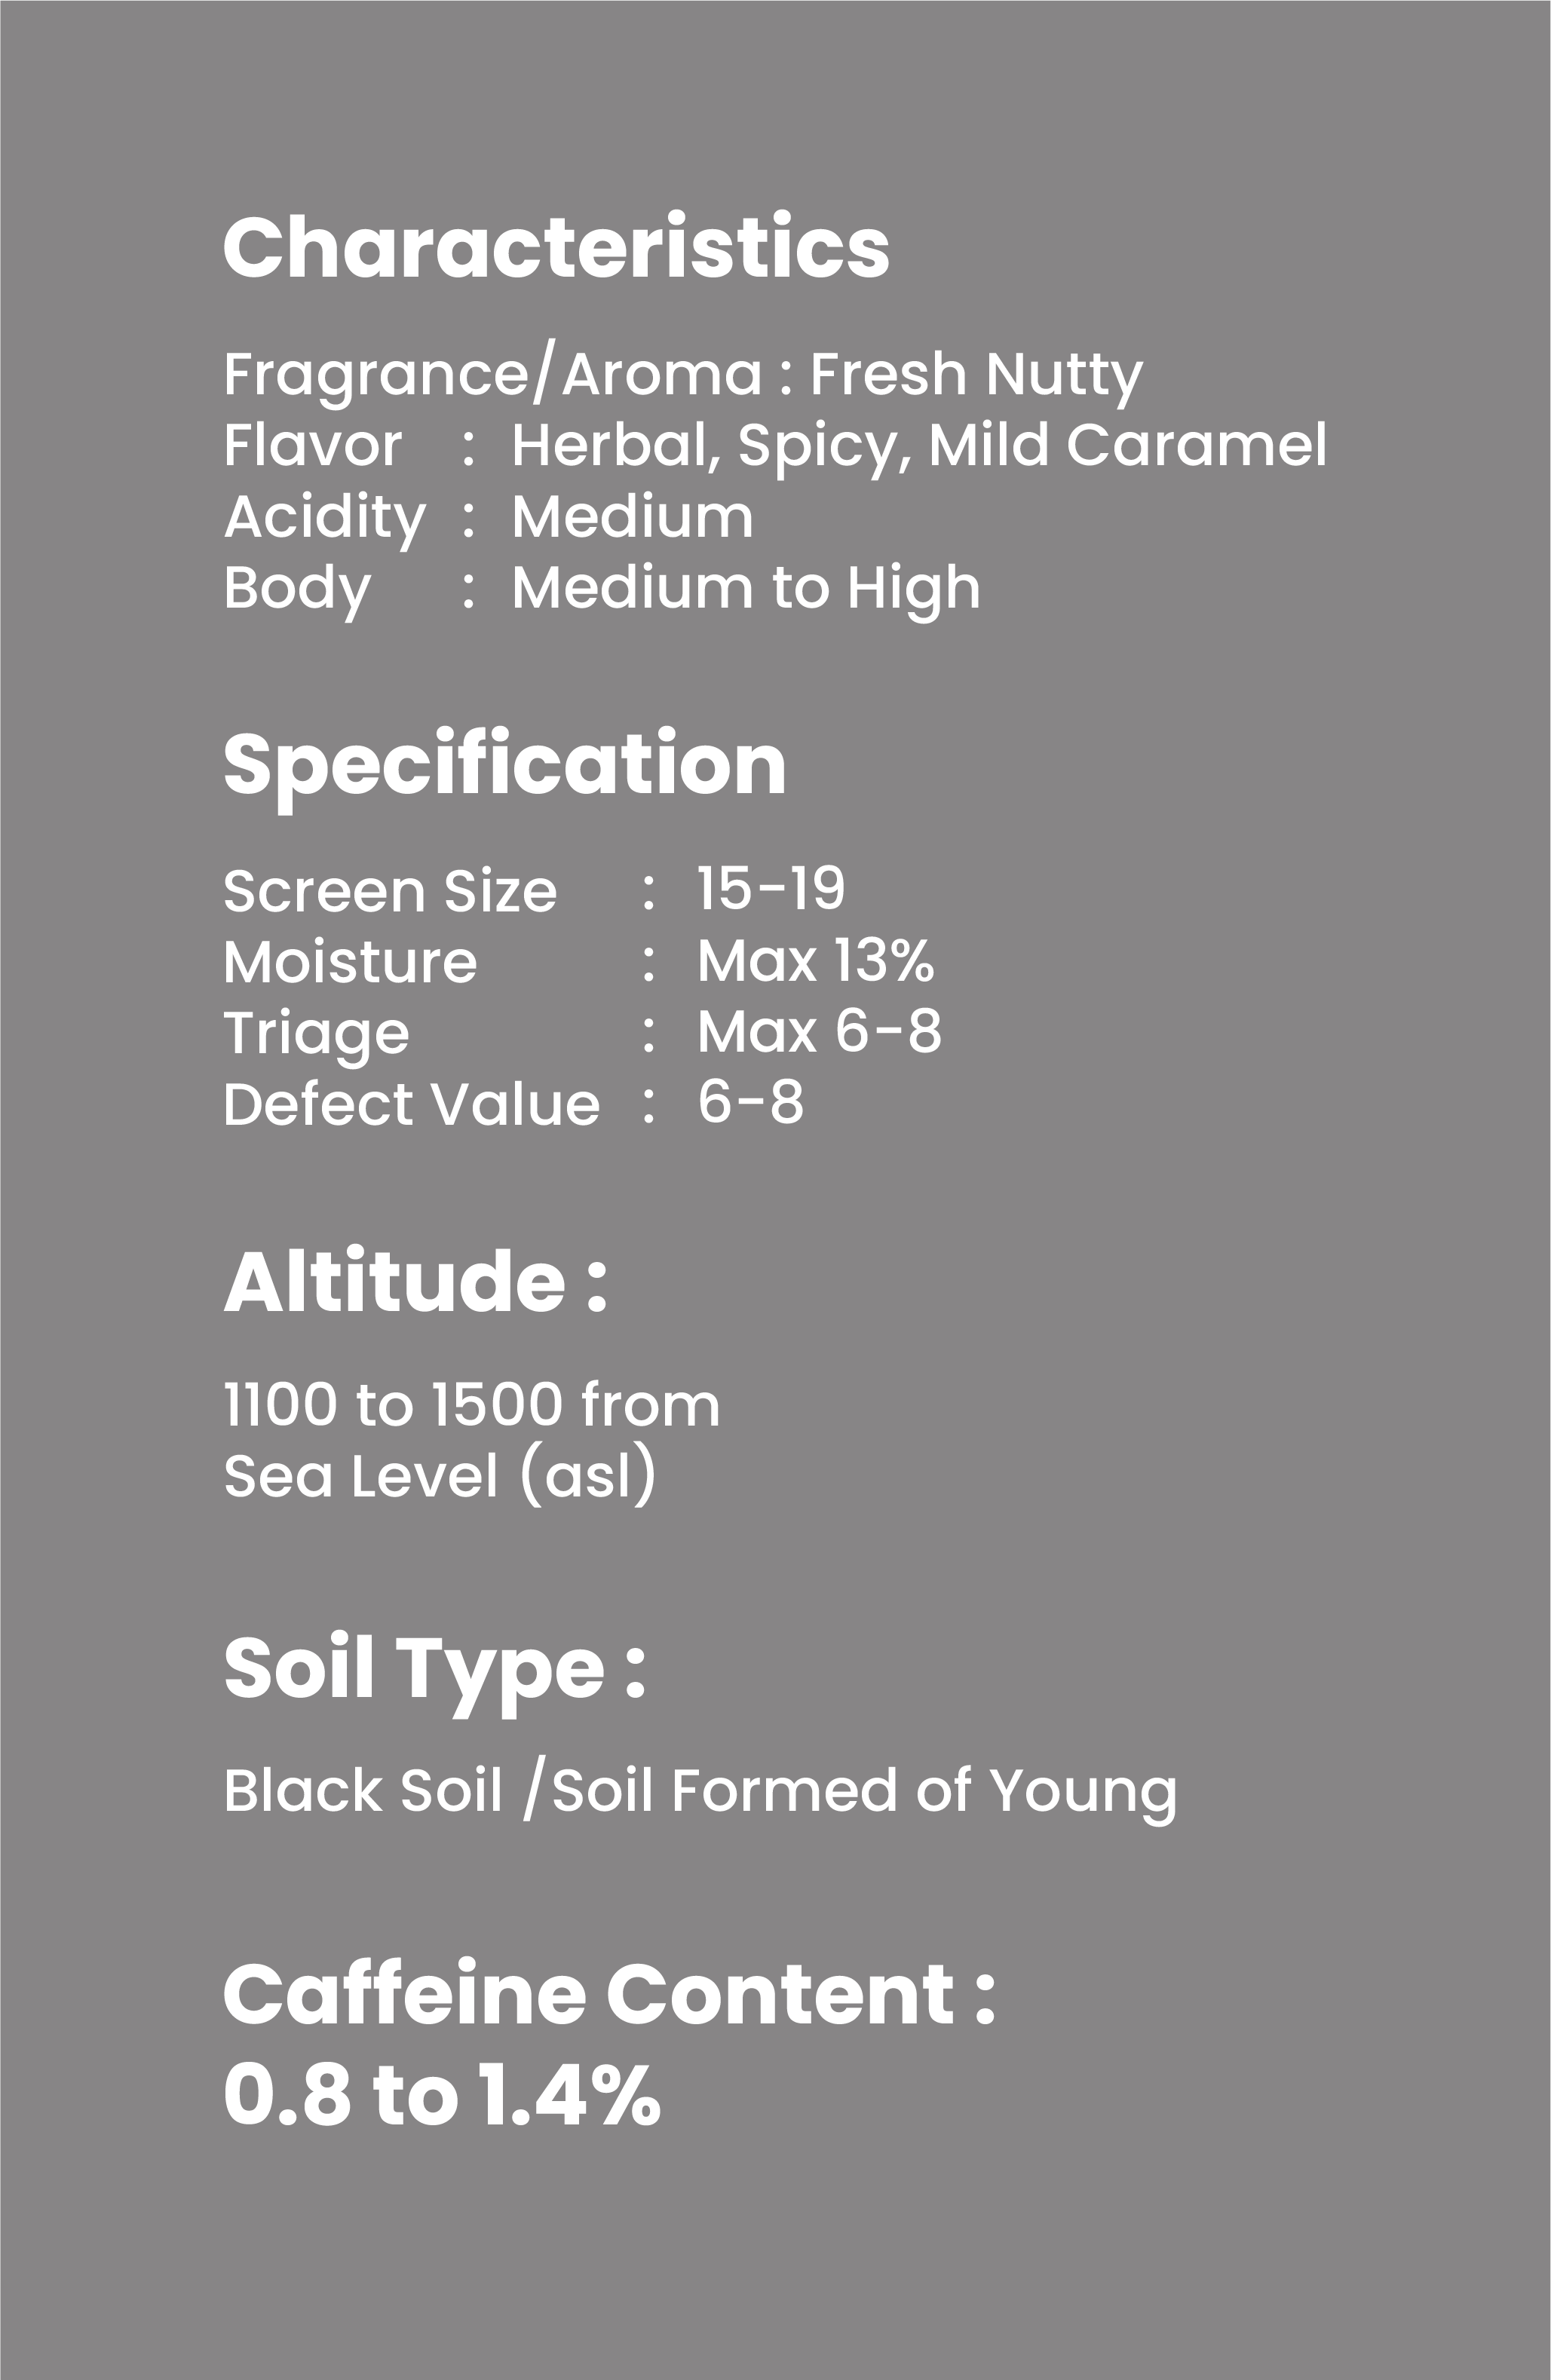 Characteristics
Fragrance/Aroma : Fresh Nutty
Flavor : Herbal, Spicy, Mild Caramel
Acidity : Medium
Body : Medium to High
Specification
Screen Size : 15-19
Moisture : Max 13%
Triage : Max 6-8
Defect Value : 6-8
Altitude :
1100 to 1500 from
Sea Level (asl)
Soil Type :
Black Soil /Soil Formed of Young
Caffeine Content :
0.8 to 1.4%